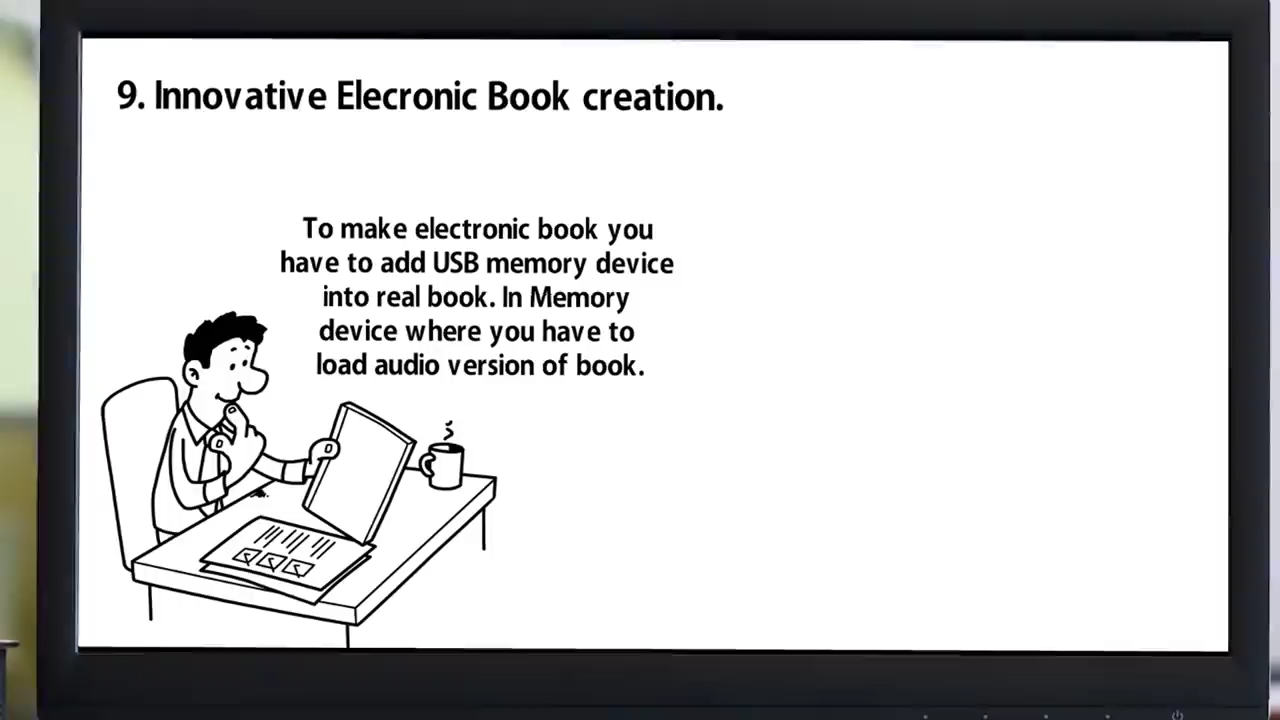 9. Innovative Elecronic Book creation.
To make electronic book you
have to add USB memory device
into real book. In Memory
device where you have to
load audio version of book.